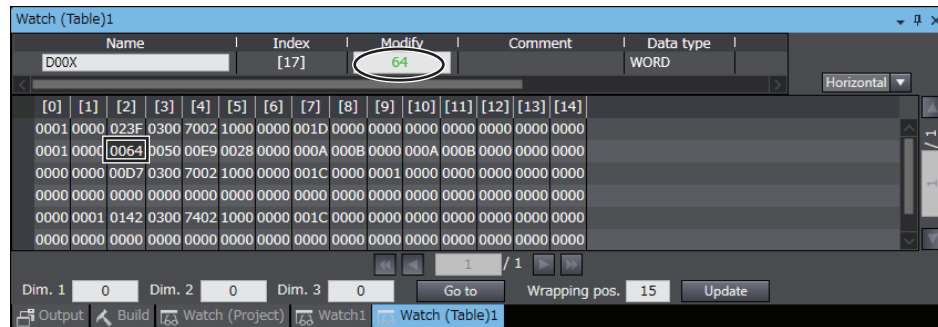 Watch (Table)1
Name Index Modify Comment Data type
D00X [17] 64 WORD
Horizontal
[0] [1] [2] [3] [4] [5] [6] [7] [8] [9] [10] [11] [12] [13] [14]
0001 0000 023F 0300 7002 1000 0000 001D 0000 0000 0000 0000 0000 0000 0000
0001 0000 0064 0050 00E9 0028 0000 000A 000B 0000 000A 000B 0000 0000 0000
0000 0000 00D7 0300 7002 1000 0000 001C 0000 0001 0000 0000 0000 0000 0000
0000 0000 0000 0000 0000 0000 0000 0000 0000 0000 0000 0000 0000 0000 0000
0000 0001 0142 0300 7402 1000 0000 001C 0000 0000 0000 0000 0000 0000 0000
0000 0000 0000 0000 0000 0000 0000 0000 0000 0000 0000 0000 0000 0000 0000
1 / 1
1 / 1
Dim. 1 0 Dim. 2 0 Dim. 3 0 Go to Wrapping pos. 15 Update
Output Build Watch (Project) Watch1 Watch (Table)1